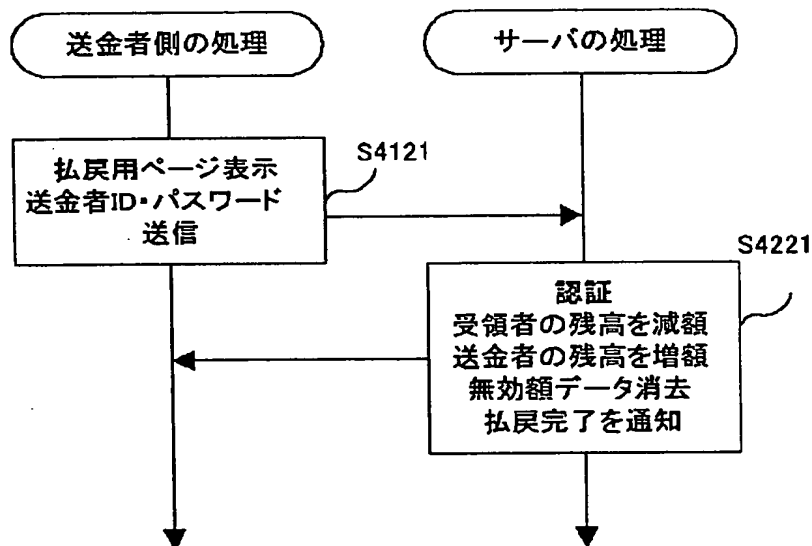 送金者側の処理
サーバの処理
S4121
払戻用ページ表示
送金者ID・パスワード
送信
S4221
認証
受領者の残高を減額
送金者の残高を増額
無効額データ消去
払戻完了を通知